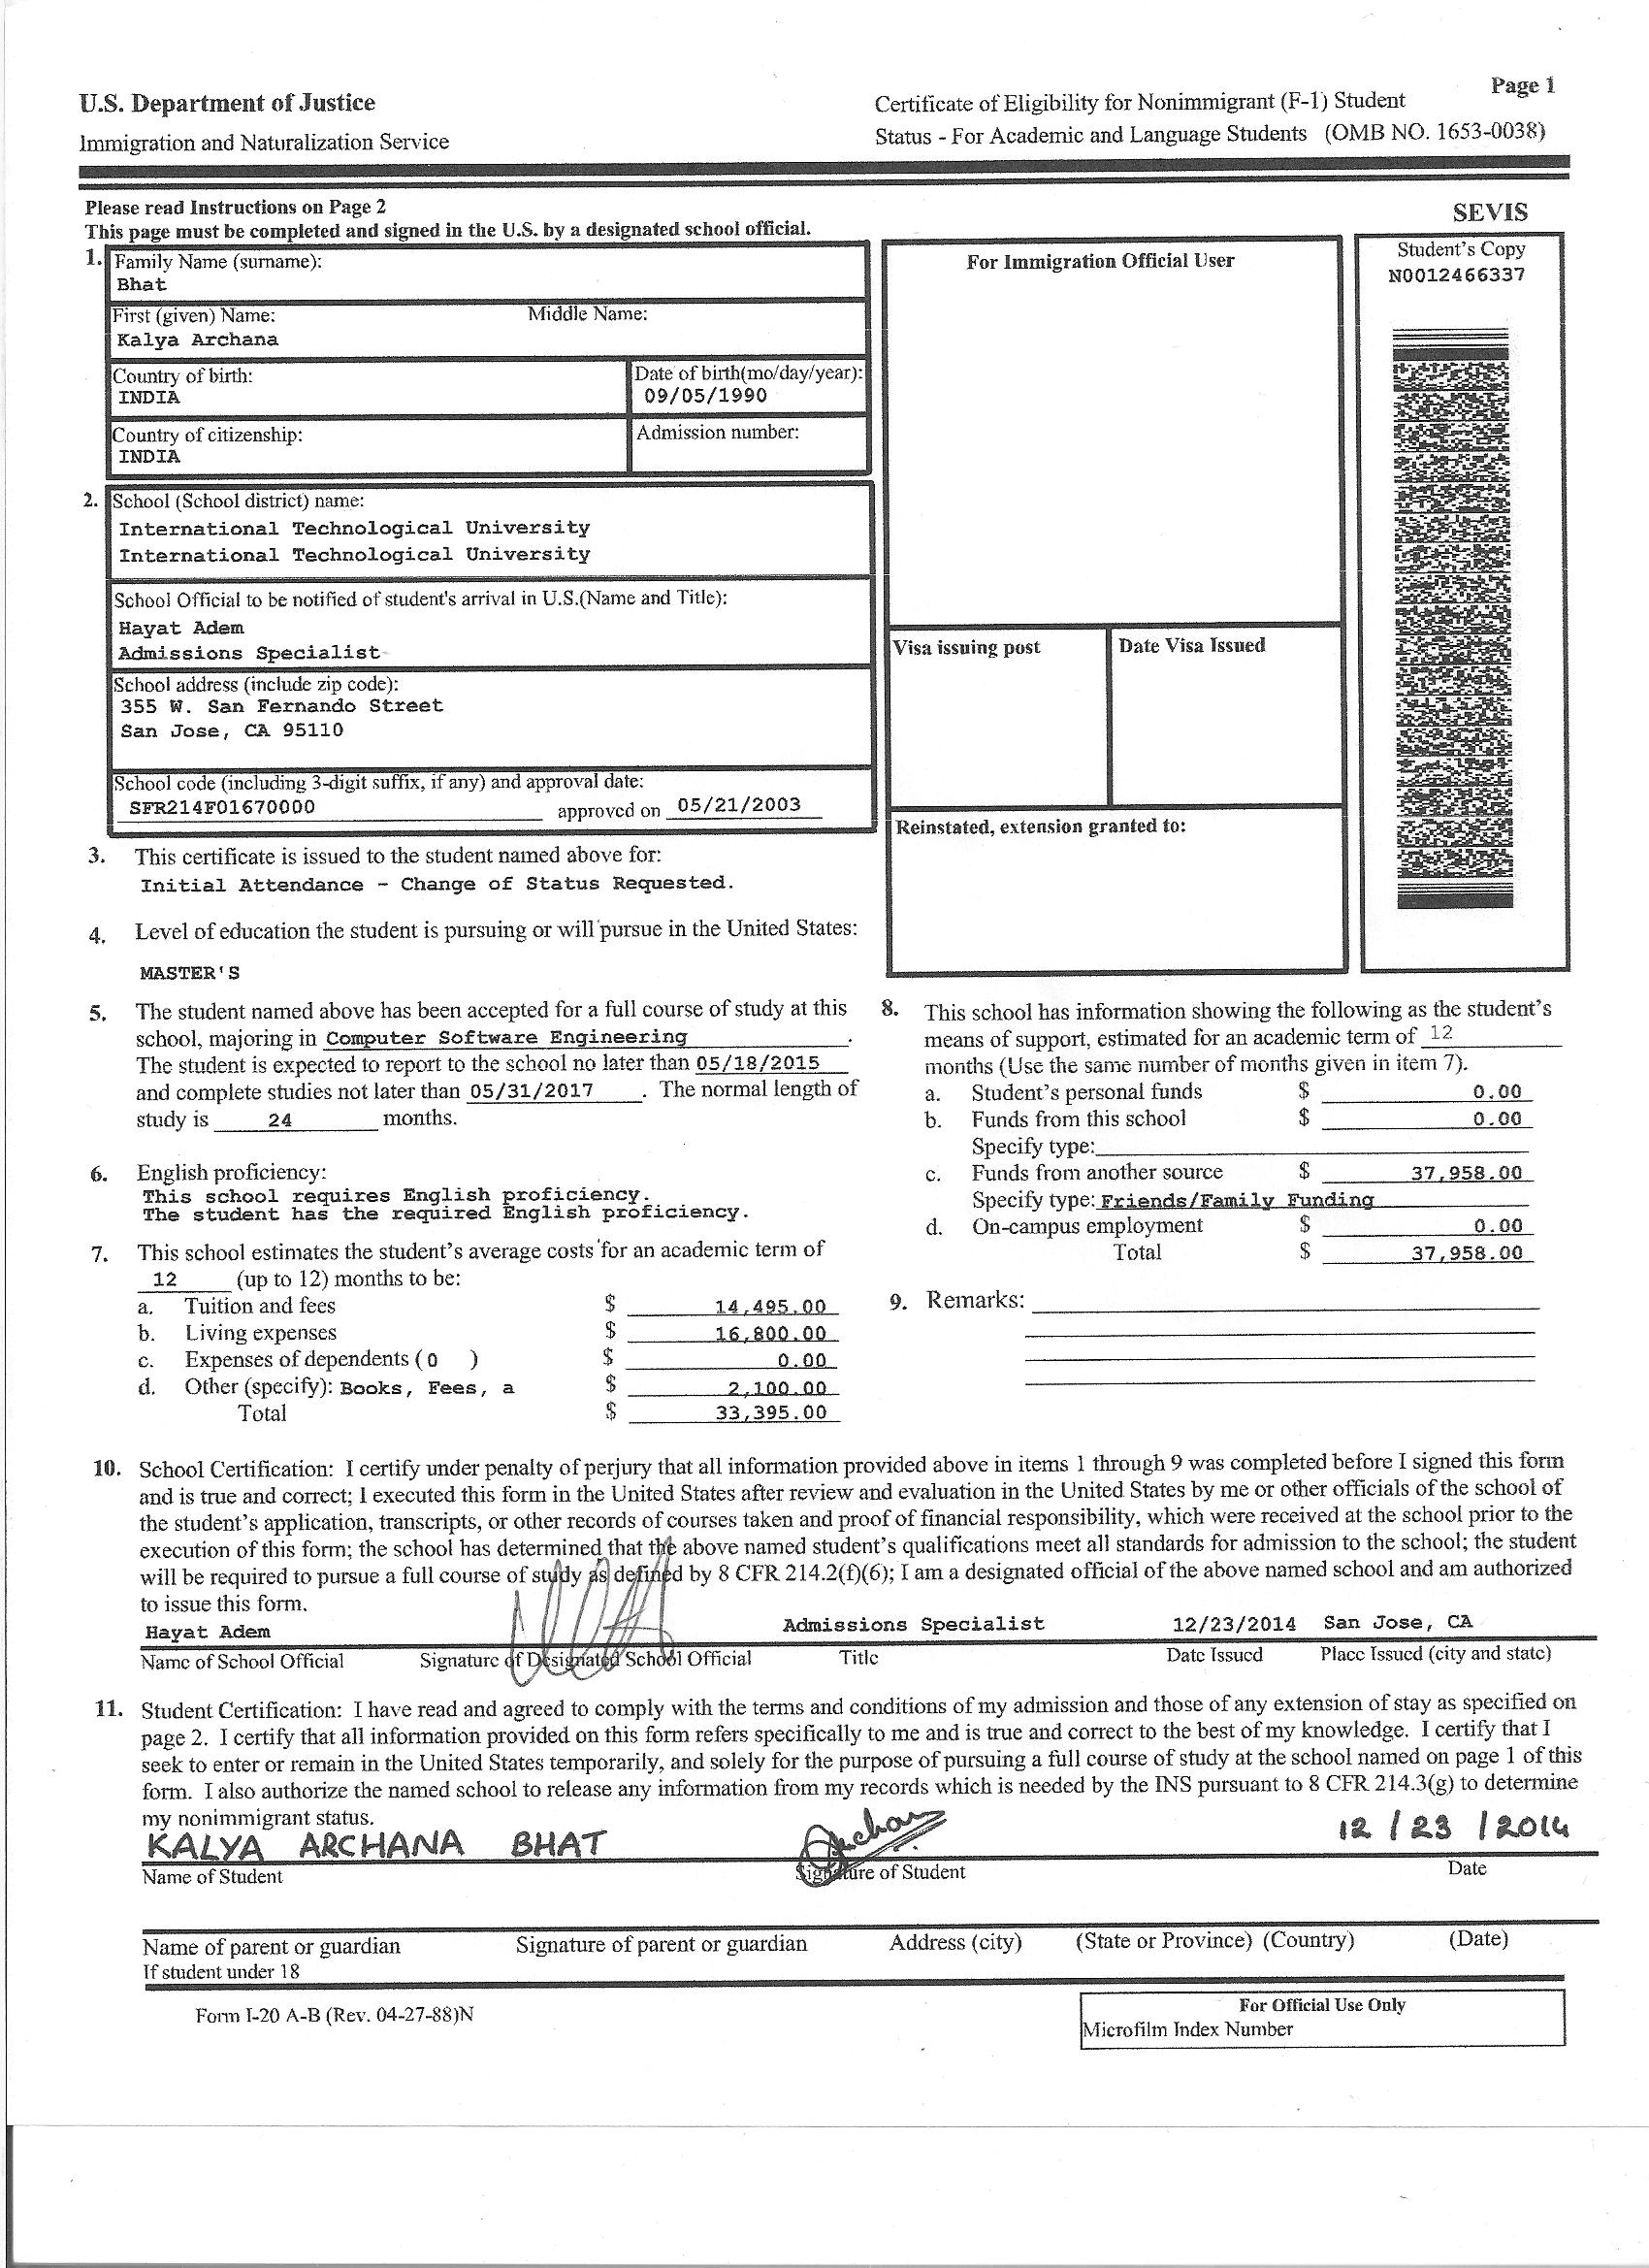 Page 1
U.S. Department of Justice
Immigration and Naturalization Service
Certificate of Eligibility for Nonimmigrant (F-1) Student
Status - For Academic and Language Students (OMB NO. 1653-0038)
Please read Instructions on Page 2
This page must be completed and signed in the U.S. by a designated school official.
1. Family Name (surname):
Bhat
First (given) Name: Middle Name:
Kalya Archana
Country of birth: Date of birth(mo/day/year):
INDIA 09/05/1990
Country of citizenship: Admission number:
INDIA
2. School (School district) name:
International Technological University
International Technological University
School Official to be notified of student's arrival in U.S.(Name and Title):
Hayat Adem
Admissions Specialist
School address (include zip code):
355 W. San Fernando Street
San Jose, CA 95110
School code (including 3-digit suffix, if any) and approval date:
SFR214F01670000 approved on 05/21/2003
For Immigration Official User
Visa issuing post Date Visa Issued
Reinstated, extension granted to:
SEVIS
Student's Copy
N0012466337
3. This certificate is issued to the student named above for:
Initial Attendance - Change of Status Requested.
4. Level of education the student is pursuing or will pursue in the United States:
MASTER'S
5. The student named above has been accepted for a full course of study at this
school, majoring in Computer Software Engineering .
The student is expected to report to the school no later than 05/18/2015
and complete studies not later than 05/31/2017 . The normal length of
study is 24 months.
6. English proficiency:
This school requires English proficiency.
The student has the required English proficiency.
7. This school estimates the student's average costs for an academic term of
12 (up to 12) months to be:
a. Tuition and fees $ 14,495.00
b. Living expenses $ 16,800.00
c. Expenses of dependents ( 0 ) $ 0.00
d. Other (specify): Books, Fees, a $ 2,100.00
Total $ 33,395.00
8. This school has information showing the following as the student's
means of support, estimated for an academic term of 12
months (Use the same number of months given in item 7).
a. Student's personal funds $ 0.00
b. Funds from this school $ 0.00
Specify type:
c. Funds from another source $ 37,958.00
Specify type: Friends/Family Funding
d. On-campus employment $ 0.00
Total $ 37,958.00
9. Remarks:
10. School Certification: I certify under penalty of perjury that all information provided above in items 1 through 9 was completed before I signed this form
and is true and correct; I executed this form in the United States after review and evaluation in the United States by me or other officials of the school of
the student's application, transcripts, or other records of courses taken and proof of financial responsibility, which were received at the school prior to the
execution of this form; the school has determined that the above named student's qualifications meet all standards for admission to the school; the student
will be required to pursue a full course of study as defined by 8 CFR 214.2(f)(6); I am a designated official of the above named school and am authorized
to issue this form.
Hayat Adem Admissions Specialist 12/23/2014 San Jose, CA
Name of School Official Signature of Designated School Official Title Date Issued Place Issued (city and state)
11. Student Certification: I have read and agreed to comply with the terms and conditions of my admission and those of any extension of stay as specified on
page 2. I certify that all information provided on this form refers specifically to me and is true and correct to the best of my knowledge. I certify that I
seek to enter or remain in the United States temporarily, and solely for the purpose of pursuing a full course of study at the school named on page 1 of this
form. I also authorize the named school to release any information from my records which is needed by the INS pursuant to 8 CFR 214.3(g) to determine
my nonimmigrant status.
KALYA ARCHANA BHAT Archana 12/23/2014
Name of Student Signature of Student Date
Name of parent or guardian Signature of parent or guardian Address (city) (State or Province) (Country) (Date)
If student under 18
Form I-20 A-B (Rev. 04-27-88)N
For Official Use Only
Microfilm Index Number